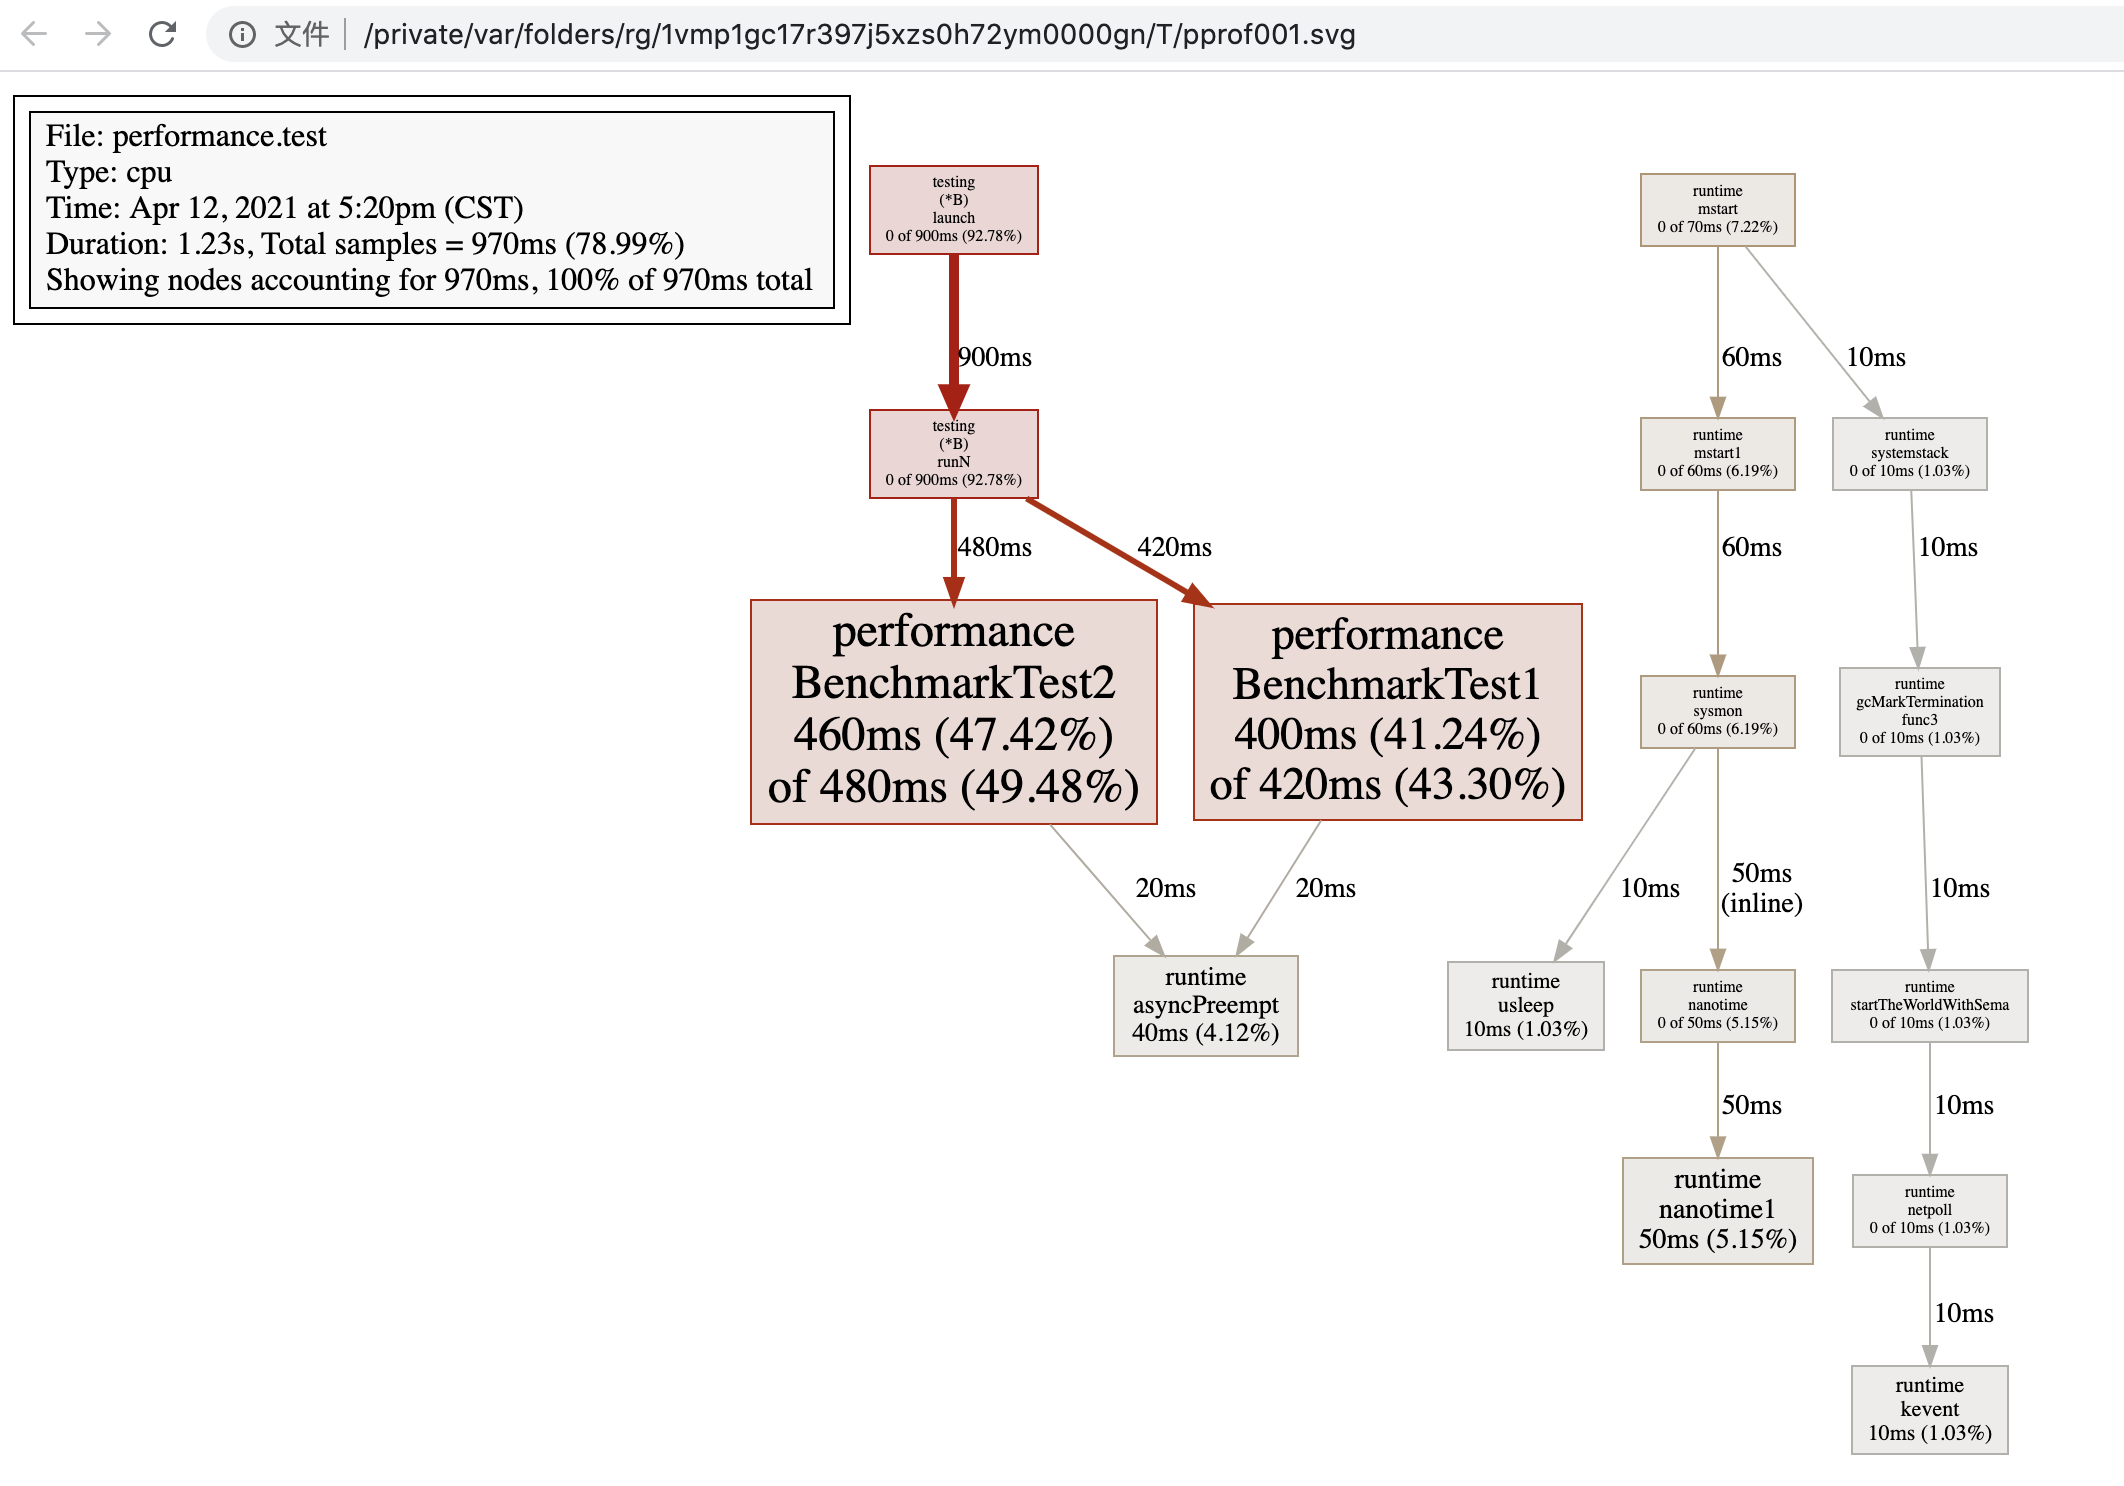 文件 /private/var/folders/rg/1vmp1gc17r397j5xzs0h72ym0000gn/T/pprof001.svg
File: performance.test
Type: cpu
Time: Apr 12, 2021 at 5:20pm (CST)
Duration: 1.23s, Total samples = 970ms (78.99%)
Showing nodes accounting for 970ms, 100% of 970ms total
testing
(*B)
launch
0 of 900ms (92.78%)
900ms
testing
(*B)
runN
0 of 900ms (92.78%)
480ms
420ms
performance
BenchmarkTest2
460ms (47.42%)
of 480ms (49.48%)
performance
BenchmarkTest1
400ms (41.24%)
of 420ms (43.30%)
20ms
20ms
runtime
asyncPreempt
40ms (4.12%)
runtime
mstart
0 of 70ms (7.22%)
60ms
10ms
runtime
mstart1
0 of 60ms (6.19%)
runtime
systemstack
0 of 10ms (1.03%)
60ms
10ms
runtime
sysmon
0 of 60ms (6.19%)
runtime
gcMarkTermination
func3
0 of 10ms (1.03%)
10ms
50ms
(inline)
10ms
runtime
usleep
10ms (1.03%)
runtime
nanotime
0 of 50ms (5.15%)
runtime
startTheWorldWithSema
0 of 10ms (1.03%)
50ms
10ms
runtime
nanotime1
50ms (5.15%)
runtime
netpoll
0 of 10ms (1.03%)
10ms
runtime
kevent
10ms (1.03%)